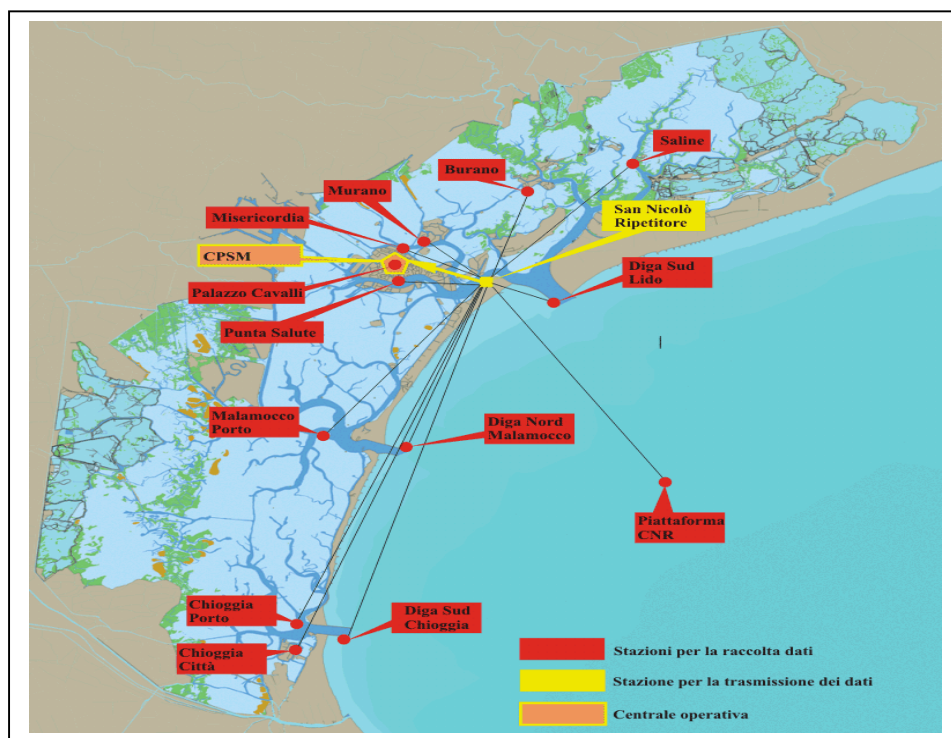 Saline
Burano
Murano
San Nicolò
Ripetitore
Misericordia
CPSM
Diga Sud
Lido
Palazzo Cavalli
Punta Salute
Malamocco
Porto
Diga Nord
Malamocco
Piattaforma
CNR
Chioggia
Porto
Diga Sud
Chioggia
Chioggia
Città
Stazioni per la raccolta dati
Stazione per la trasmissione dei dati
Centrale operativa